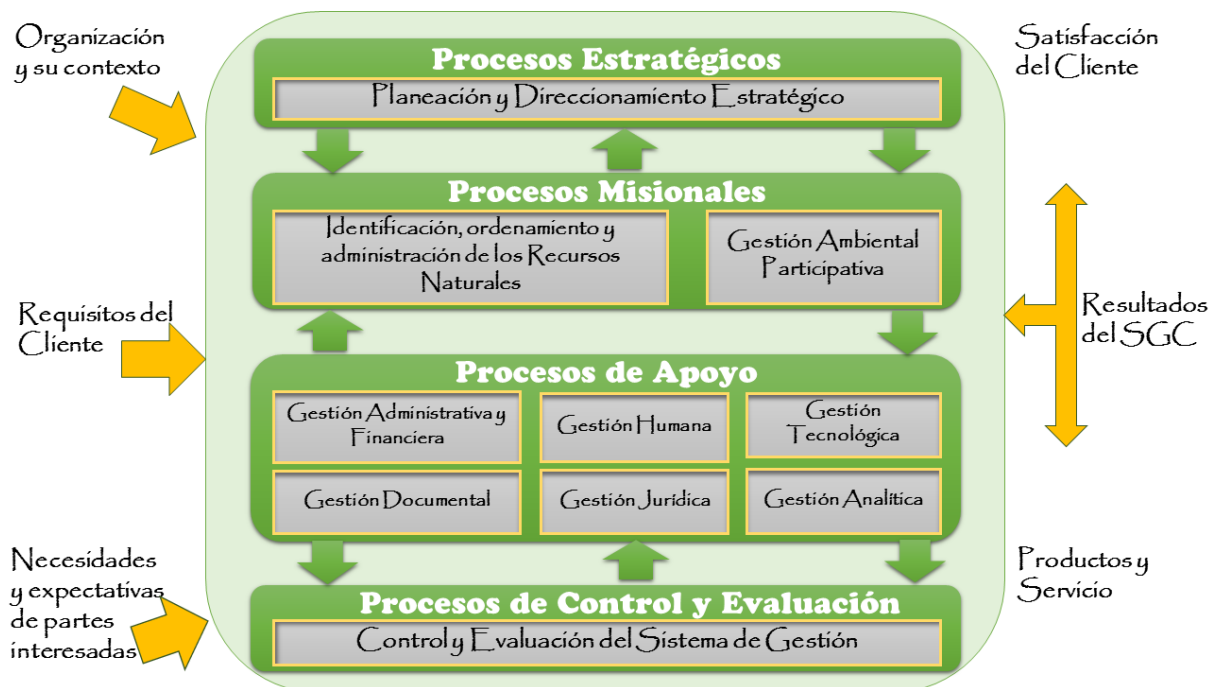 Organización
y su contexto
Procesos Estratégicos
Planeación y Direccionamiento Estratégico
Satisfacción
del Cliente
Procesos Misionales
Identificación, ordenamiento y
administración de los Recursos
Naturales
Gestión Ambiental
Participativa
Requisitos del
Cliente
Resultados
del SGC
Procesos de Apoyo
Gestión Administrativa y
Financiera
Gestión Humana
Gestión
Tecnológica
Gestión Documental
Gestión Jurídica
Gestión Analítica
Necesidades
y expectativas
de partes
interesadas
Productos y
Servicio
Procesos de Control y Evaluación
Control y Evaluación del Sistema de Gestión